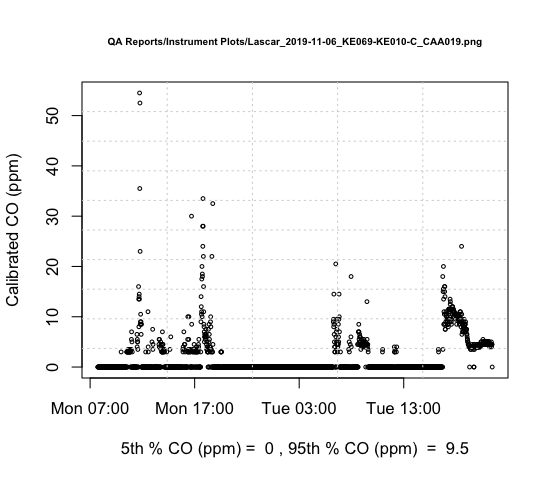 QA Reports/Instrument Plots/Lascar_2019-11-06_KE069-KE010-C_CAA019.png
Calibrated CO (ppm)
50
40
30
20
10
0
Mon 07:00 Mon 17:00 Tue 03:00 Tue 13:00
5th % CO (ppm) = 0 , 95th % CO (ppm) = 9.5